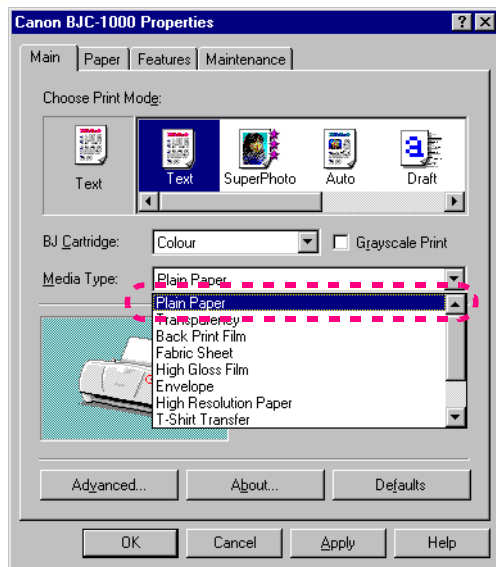 Canon BJC-1000 Properties
Main Paper Features Maintenance
Choose Print Mode:
Text Text SuperPhoto Auto Draft
BJ Cartridge: Colour Grayscale Print
Media Type: Plain Paper
Plain Paper
Transparency
Back Print Film
Fabric Sheet
High Gloss Film
Envelope
High Resolution Paper
T-Shirt Transfer
Advanced... About... Defaults
OK Cancel Apply Help